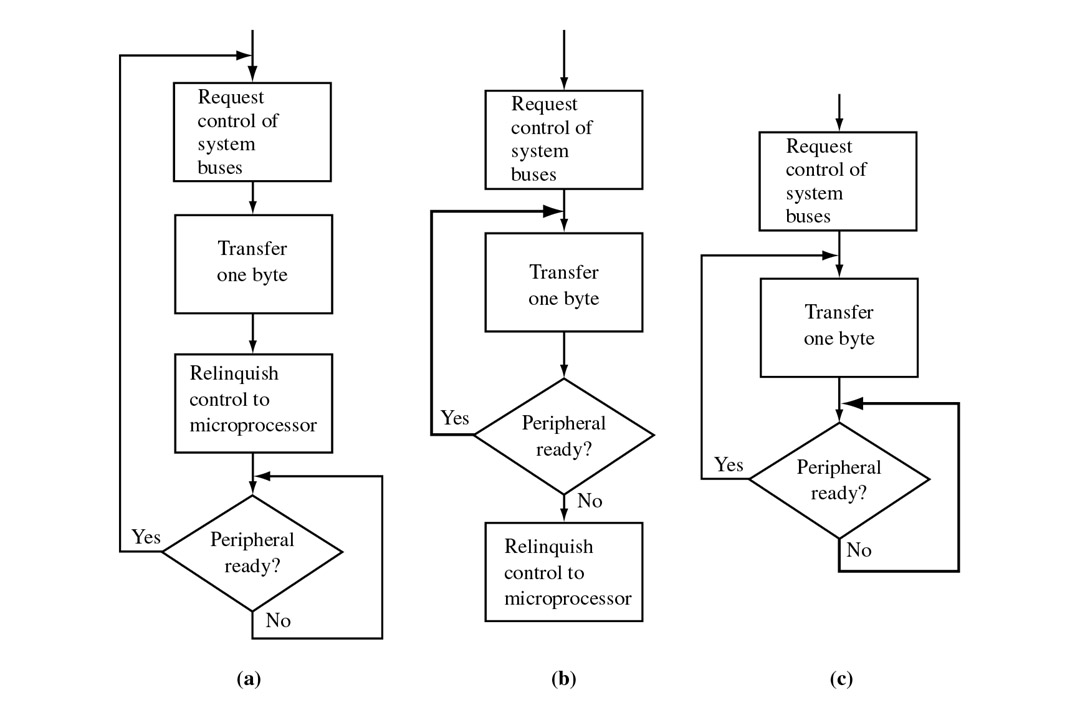 Request
control of
system
buses
Transfer
one byte
Relinquish
control to
microprocessor
Yes
Peripheral
ready?
No
(a)
Request
control of
system
buses
Transfer
one byte
Yes
Peripheral
ready?
No
Relinquish
control to
microprocessor
(b)
Request
control of
system
buses
Transfer
one byte
Yes
Peripheral
ready?
No
(c)